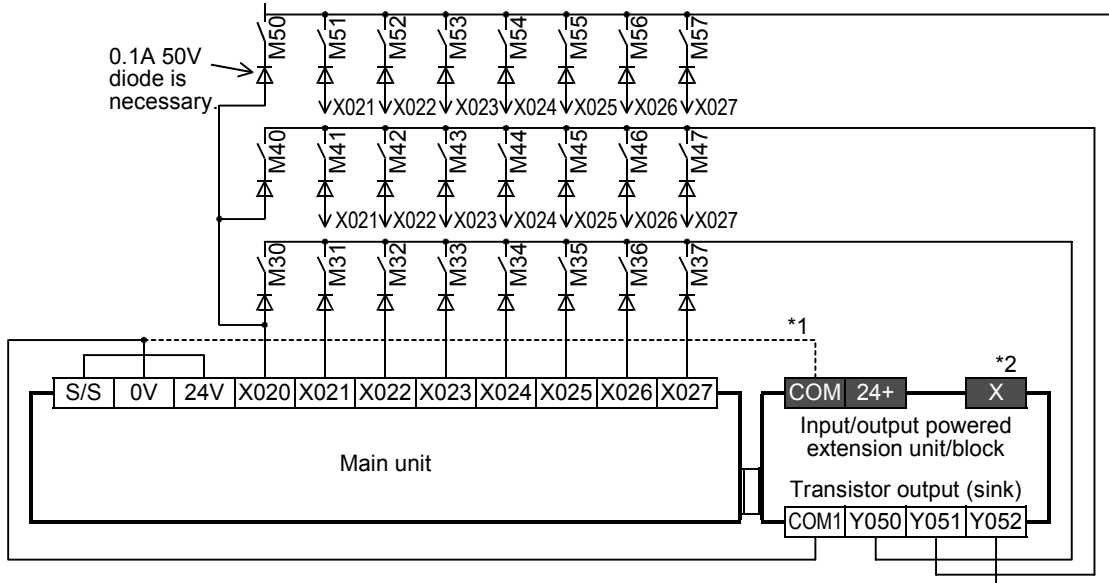 M50 M51 M52 M53 M54 M55 M56 M57
0.1A 50V
diode is
necessary.
X021 X022 X023 X024 X025 X026 X027
M40 M41 M42 M43 M44 M45 M46 M47
X021 X022 X023 X024 X025 X026 X027
M30 M31 M32 M33 M34 M35 M36 M37
*1
*2
S/S 0V 24V X020 X021 X022 X023 X024 X025 X026 X027
COM 24+ X
Input/output powered
extension unit/block
Main unit
Transistor output (sink)
COM1 Y050 Y051 Y052